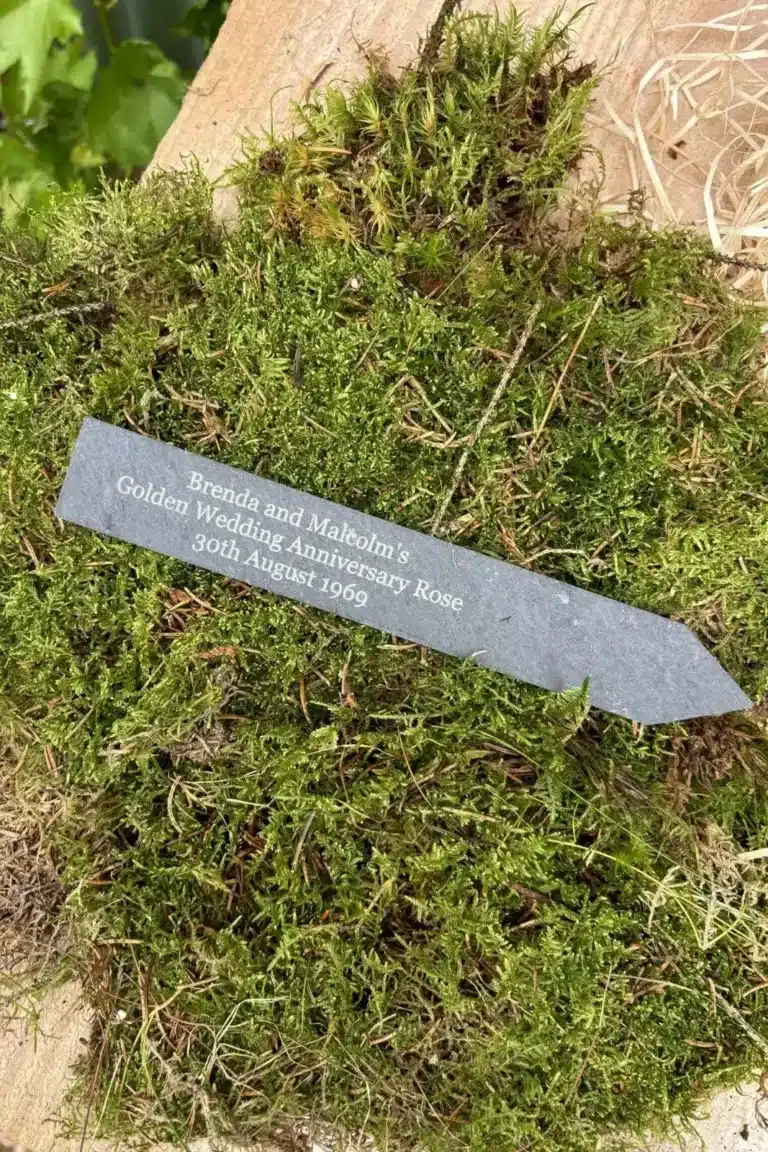 Brenda and Malcolm's
Golden Wedding Anniversary Rose
30th August 1969